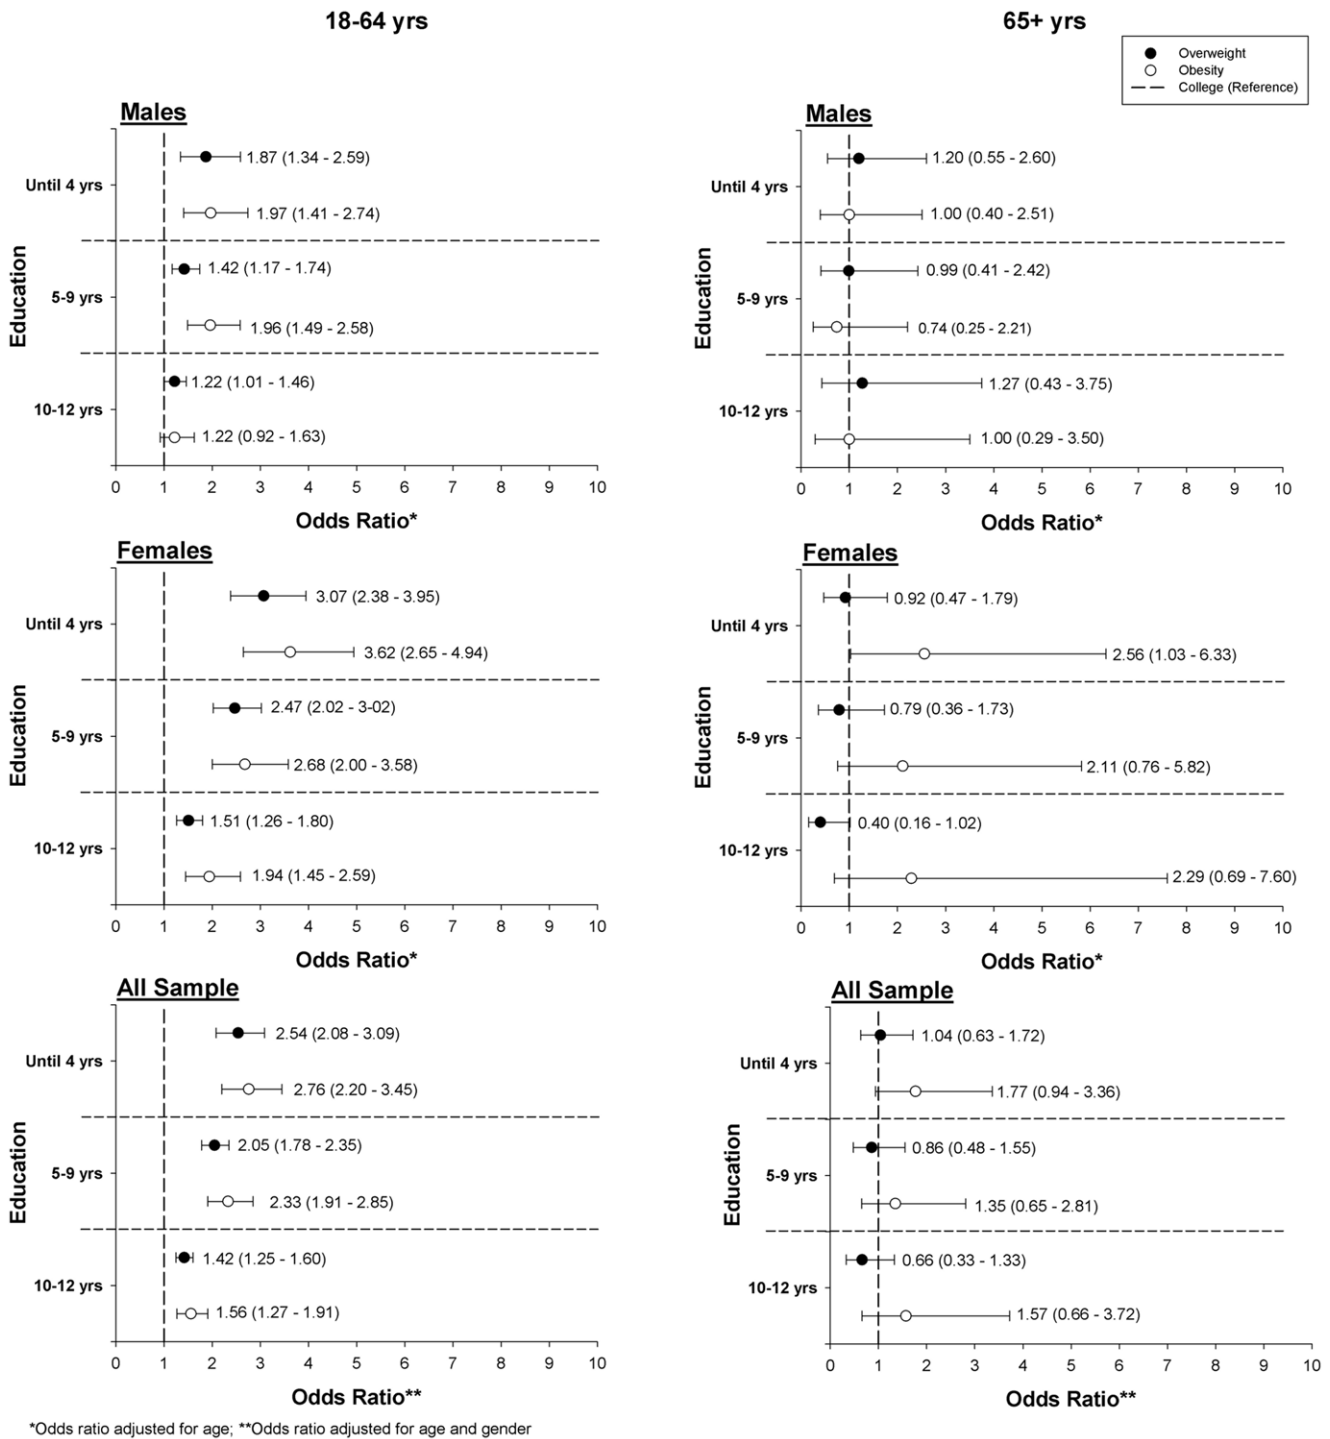 18-64 yrs
65+ yrs
Overweight
Obesity
College (Reference)
Males
Education
Until 4 yrs
1.87 (1.34 - 2.59)
1.97 (1.41 - 2.74)
5-9 yrs
1.42 (1.17 - 1.74)
1.96 (1.49 - 2.58)
10-12 yrs
1.22 (1.01 - 1.46)
1.22 (0.92 - 1.63)
0 1 2 3 4 5 6 7 8 9 10
Odds Ratio*
Males
Education
Until 4 yrs
1.20 (0.55 - 2.60)
1.00 (0.40 - 2.51)
5-9 yrs
0.99 (0.41 - 2.42)
0.74 (0.25 - 2.21)
10-12 yrs
1.27 (0.43 - 3.75)
1.00 (0.29 - 3.50)
0 1 2 3 4 5 6 7 8 9 10
Odds Ratio*
Females
Education
Until 4 yrs
3.07 (2.38 - 3.95)
3.62 (2.65 - 4.94)
5-9 yrs
2.47 (2.02 - 3-02)
2.68 (2.00 - 3.58)
10-12 yrs
1.51 (1.26 - 1.80)
1.94 (1.45 - 2.59)
0 1 2 3 4 5 6 7 8 9 10
Odds Ratio*
Females
Education
Until 4 yrs
0.92 (0.47 - 1.79)
2.56 (1.03 - 6.33)
5-9 yrs
0.79 (0.36 - 1.73)
2.11 (0.76 - 5.82)
10-12 yrs
0.40 (0.16 - 1.02)
2.29 (0.69 - 7.60)
0 1 2 3 4 5 6 7 8 9 10
Odds Ratio*
All Sample
Education
Until 4 yrs
2.54 (2.08 - 3.09)
2.76 (2.20 - 3.45)
5-9 yrs
2.05 (1.78 - 2.35)
2.33 (1.91 - 2.85)
10-12 yrs
1.42 (1.25 - 1.60)
1.56 (1.27 - 1.91)
0 1 2 3 4 5 6 7 8 9 10
Odds Ratio**
All Sample
Education
Until 4 yrs
1.04 (0.63 - 1.72)
1.77 (0.94 - 3.36)
5-9 yrs
0.86 (0.48 - 1.55)
1.35 (0.65 - 2.81)
10-12 yrs
0.66 (0.33 - 1.33)
1.57 (0.66 - 3.72)
0 1 2 3 4 5 6 7 8 9 10
Odds Ratio**
*Odds ratio adjusted for age; **Odds ratio adjusted for age and gender